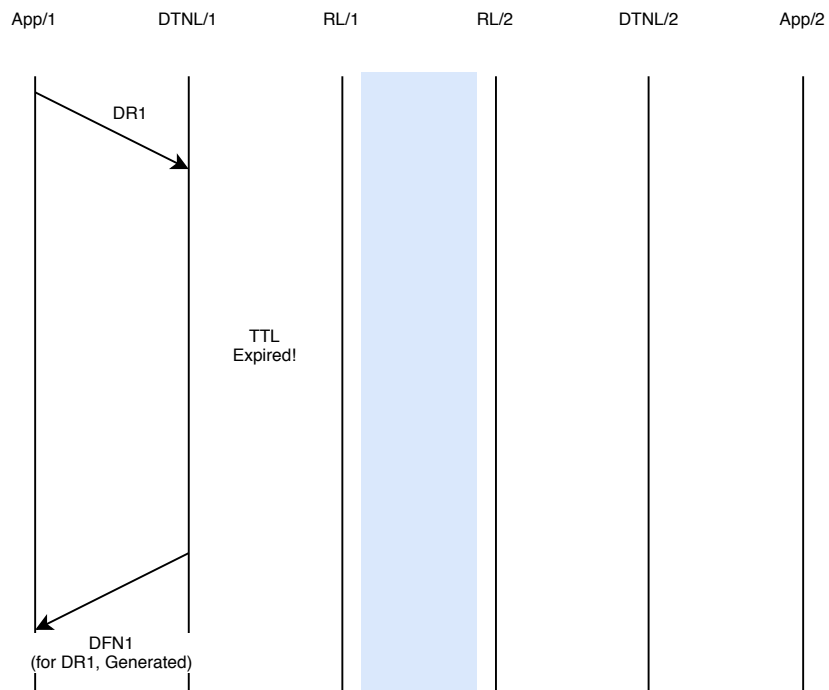 App/1 DTNL/1 RL/1 RL/2 DTNL/2 App/2
DR1
TTL
Expired!
DFN1
(for DR1, Generated)